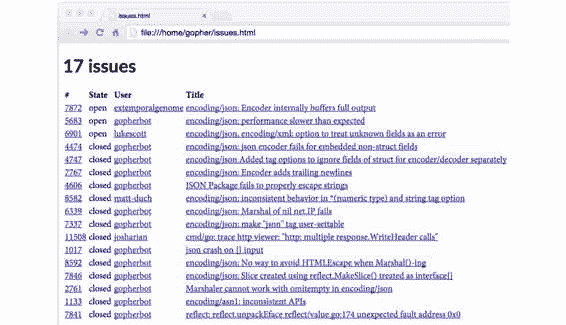 issues.html
file:///home/gopher/issues.html
17 issues
# State User Title
7872 open extemporalgenome encoding/json: Encoder internally buffers full output
5683 open gopherbot encoding/json: performance slower than expected
6901 open lukescott encoding/json, encoding/xml: option to treat unknown fields as an error
4474 closed gopherbot encoding/json: json encoder fails for embedded non-struct fields
4747 closed gopherbot encoding/json Added tag options to ignore fields of struct for encoder/decoder separately
2767 closed gopherbot encoding/json: Encoder adds trailing newlines
4606 closed gopherbot JSON Package fails to properly escape strings
8582 closed matt-duch encoding/json: inconsistent behavior in *(numeric type) and string tag option
6339 closed gopherbot encoding/json: Marshal of nil net.IP fails
7337 closed gopherbot encoding/json: make "json" tag user-settable
11508 closed josharian cmd/go: trace http viewer: "http: multiple response.WriteHeader calls"
1017 closed gopherbot json crash on {} input
8592 closed gopherbot encoding/json: No way to avoid HTMLEscape when Marshal()-ing
7846 closed gopherbot encoding/json: Slice created using reflect.MakeSlice() treated as interface{}
2761 closed gopherbot Marshaler cannot work with omitempty in encoding/json
1133 closed gopherbot encoding/asn1: inconsistent APIs
7841 closed gopherbot reflect: reflect.unpackEface reflect/value.go:174 unexpected fault address 0x0